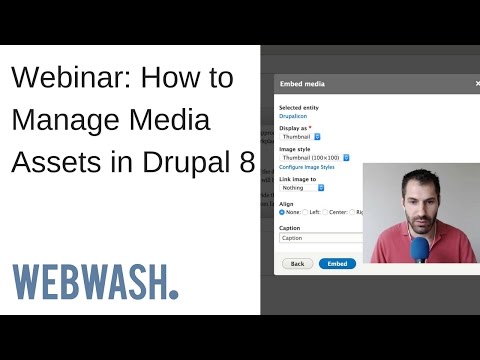 Webinar: How to
Manage Media
Assets in Drupal 8
WEBWASH.
Embed media
Selected entity
Drupalicon
Display as *
Thumbnail
Image style
Thumbnail (100×100)
Configure Image Styles
Link image to
Nothing
Align
None: Left: Center: Rig
Caption
Caption
Back Embed